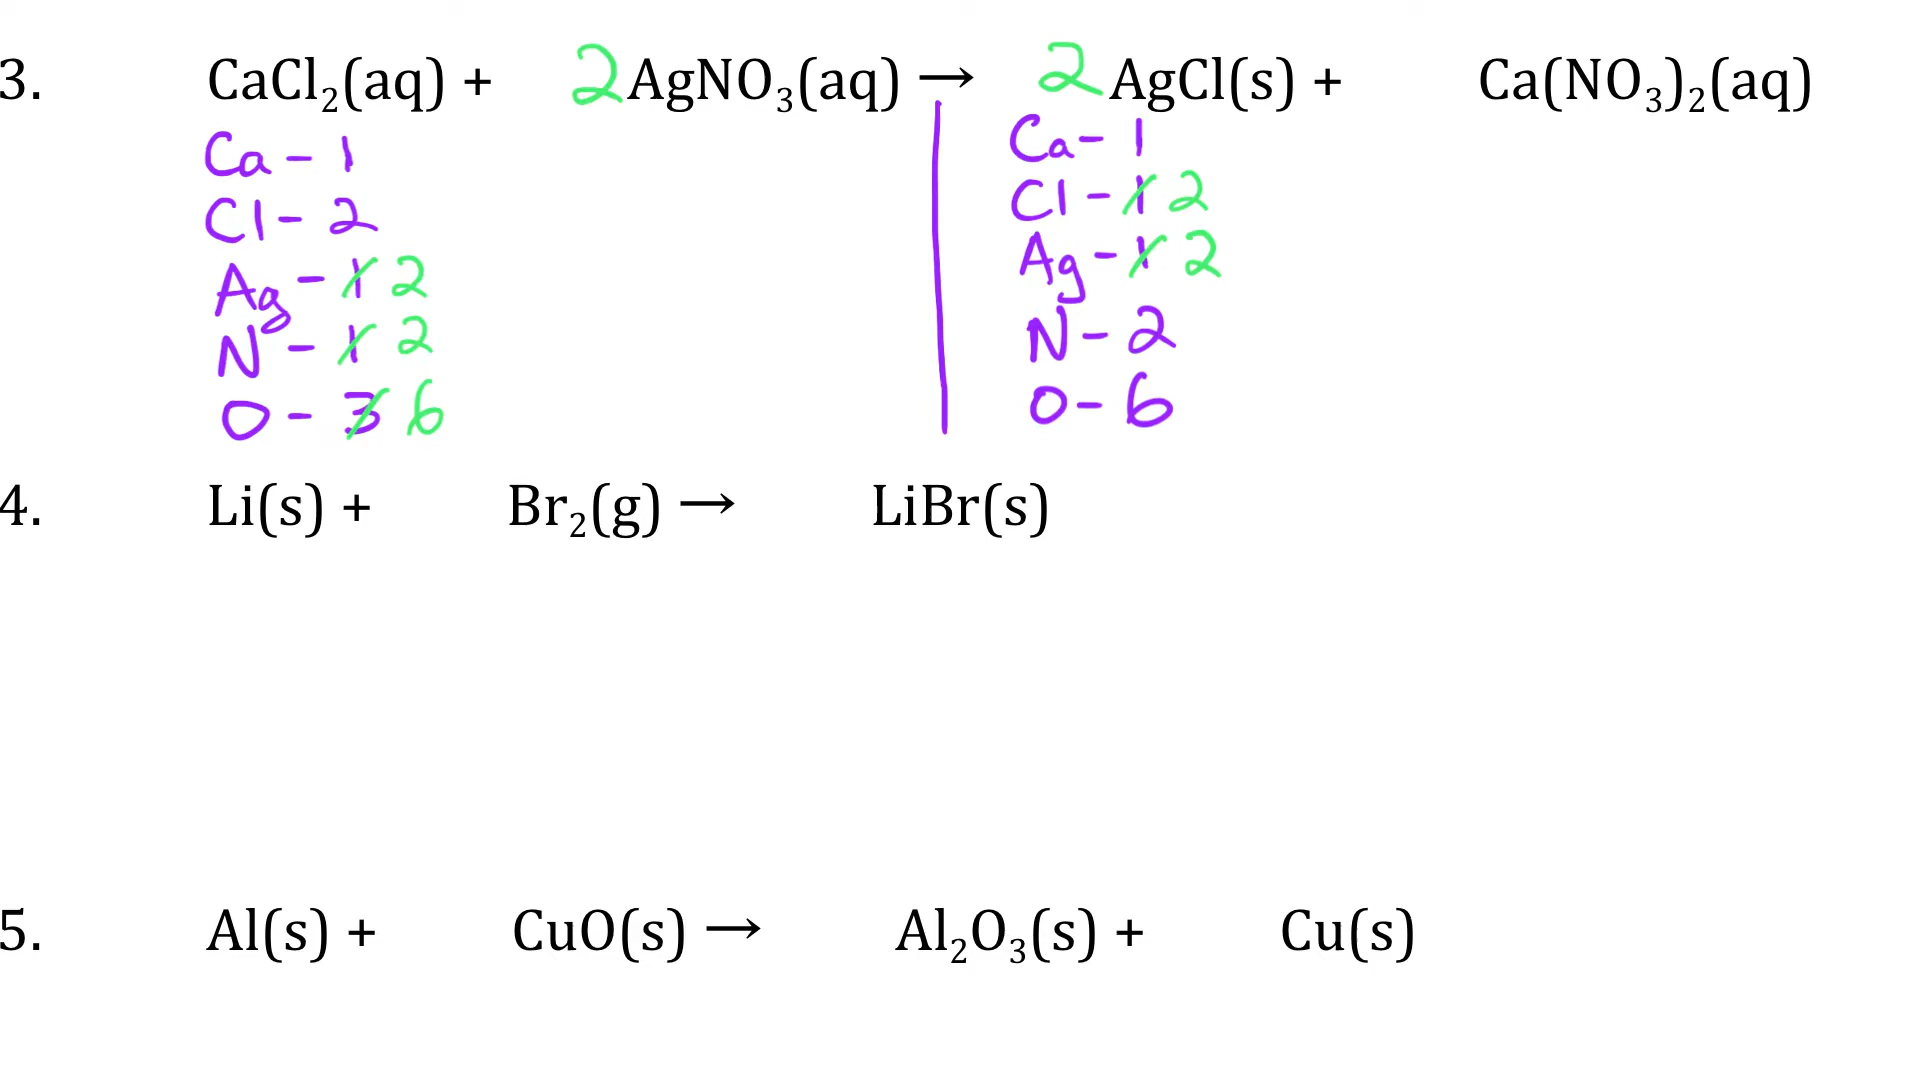 3. CaCl₂(aq) + 2AgNO₃(aq) → 2AgCl(s) + Ca(NO₃)₂(aq)
Ca - 1 Ca - 1
Cl - 2 Cl - 1 2
Ag - 1 2 Ag - 1 2
N - 1 2 N - 2
O - 3 6 O - 6
4. Li(s) + Br₂(g) → LiBr(s)
5. Al(s) + CuO(s) → Al₂O₃(s) + Cu(s)